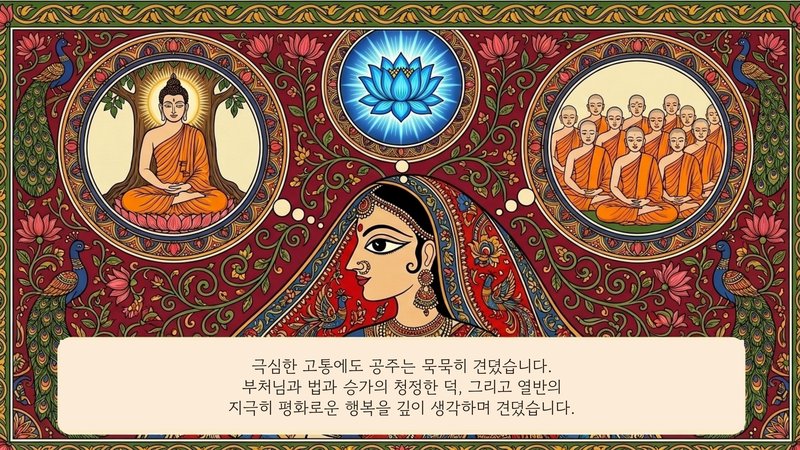 극심한 고통에도 공주는 묵묵히 견뎠습니다.
부처님과 법과 승가의 청정한 덕, 그리고 열반의
지극히 평화로운 행복을 깊이 생각하며 견뎠습니다.